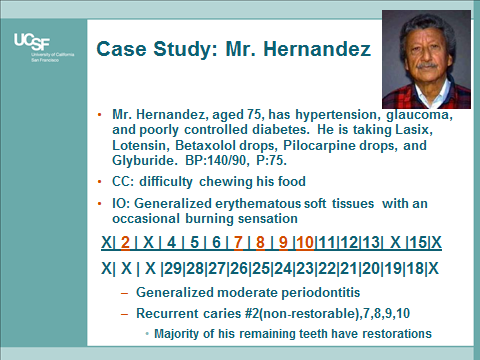 UCSF
University of California
San Francisco
Case Study: Mr. Hernandez
• Mr. Hernandez, aged 75, has hypertension, glaucoma,
and poorly controlled diabetes. He is taking Lasix,
Lotensin, Betaxolol drops, Pilocarpine drops, and
Glyburide. BP:140/90, P:75.
• CC: difficulty chewing his food
• IO: Generalized erythematous soft tissues with an
occasional burning sensation
X| 2 | X | 4 | 5 | 6 | 7 | 8 | 9 |10|11|12|13| X |15|X
X| X | X |29|28|27|26|25|24|23|22|21|20|19|18|X
– Generalized moderate periodontitis
– Recurrent caries #2(non-restorable),7,8,9,10
• Majority of his remaining teeth have restorations